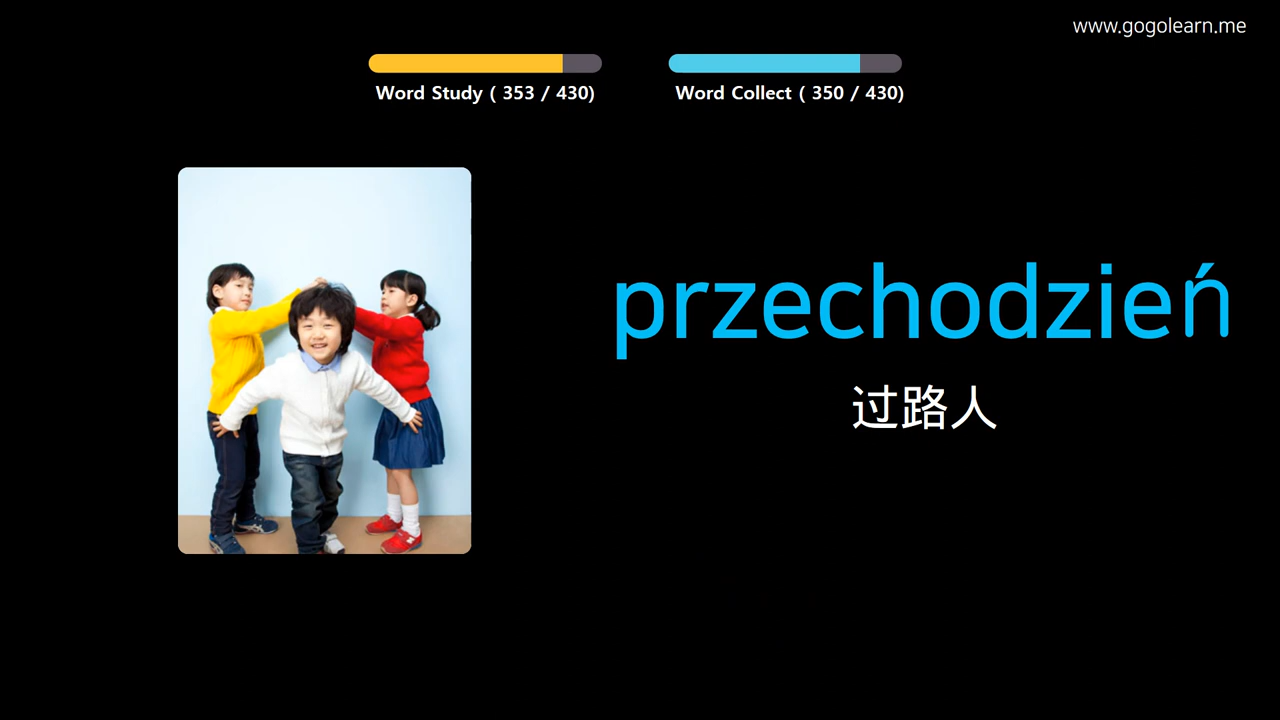 www.gogolearn.me
Word Study ( 353 / 430)
Word Collect ( 350 / 430)
przechodzień
过路人